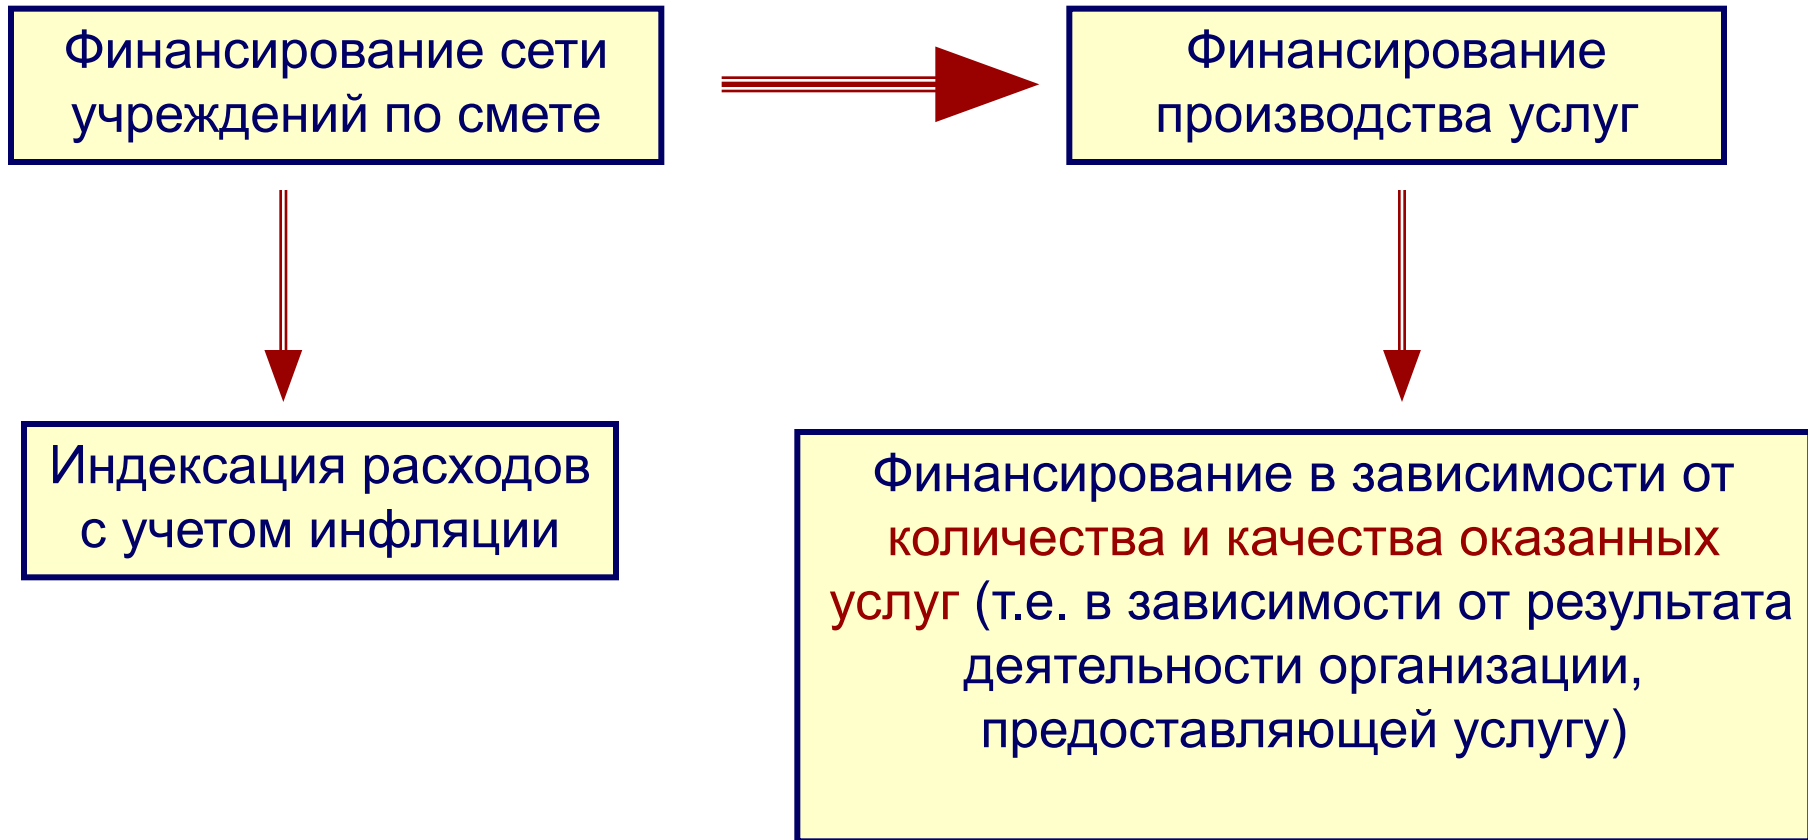 Финансирование сети
учреждений по смете
Финансирование
производства услуг
Индексация расходов
с учетом инфляции
Финансирование в зависимости от
количества и качества оказанных
услуг (т.е. в зависимости от результата
деятельности организации,
предоставляющей услугу)